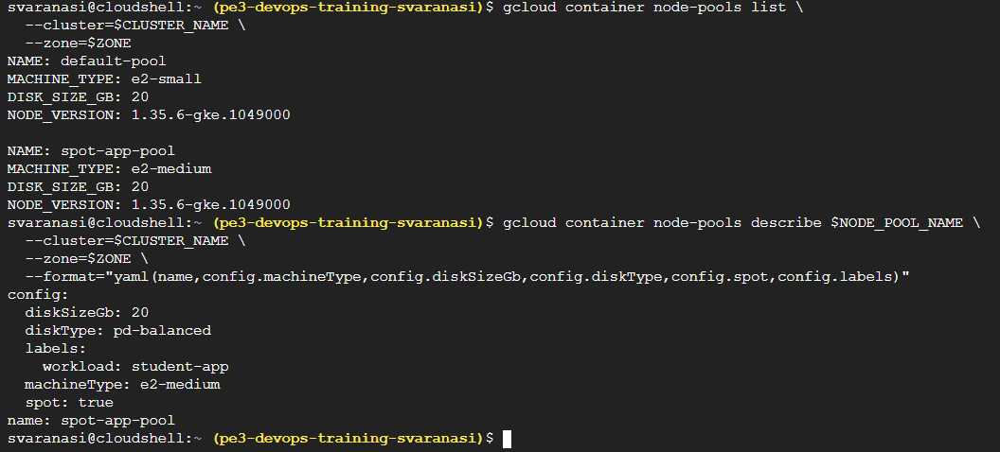 svaranasi@cloudshell:~ (pe3-devops-training-svaranasi)$ gcloud container node-pools list \
  --cluster=$CLUSTER_NAME \
  --zone=$ZONE
NAME: default-pool
MACHINE_TYPE: e2-small
DISK_SIZE_GB: 20
NODE_VERSION: 1.35.6-gke.1049000

NAME: spot-app-pool
MACHINE_TYPE: e2-medium
DISK_SIZE_GB: 20
NODE_VERSION: 1.35.6-gke.1049000
svaranasi@cloudshell:~ (pe3-devops-training-svaranasi)$ gcloud container node-pools describe $NODE_POOL_NAME \
  --cluster=$CLUSTER_NAME \
  --zone=$ZONE \
  --format="yaml(name,config.machineType,config.diskSizeGb,config.diskType,config.spot,config.labels)"
config:
  diskSizeGb: 20
  diskType: pd-balanced
  labels:
    workload: student-app
  machineType: e2-medium
  spot: true
name: spot-app-pool
svaranasi@cloudshell:~ (pe3-devops-training-svaranasi)$